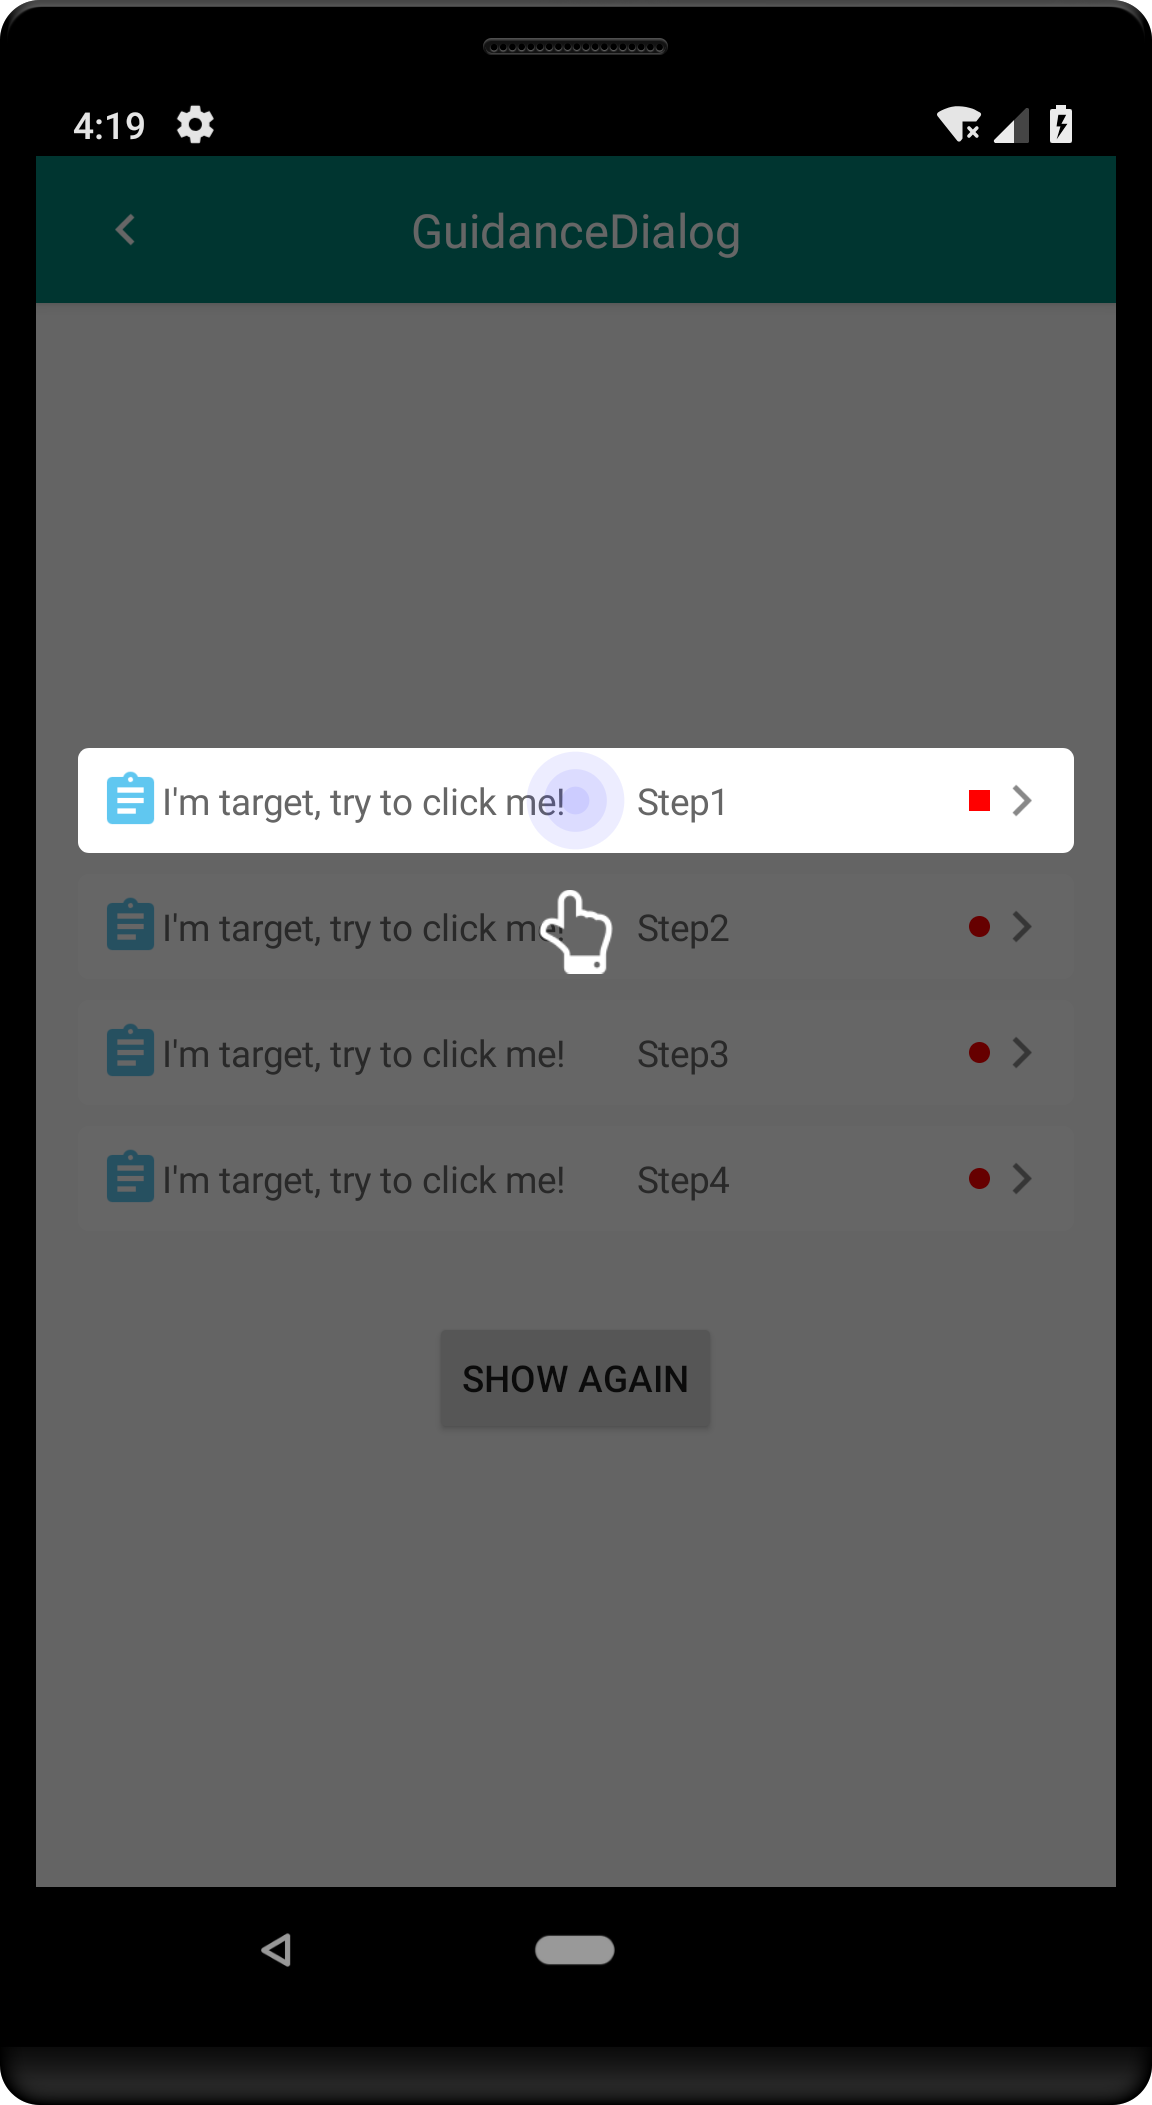 4:19
GuidanceDialog
I'm target, try to click me! Step1
I'm target, try to click me! Step2
I'm target, try to click me! Step3
I'm target, try to click me! Step4
SHOW AGAIN